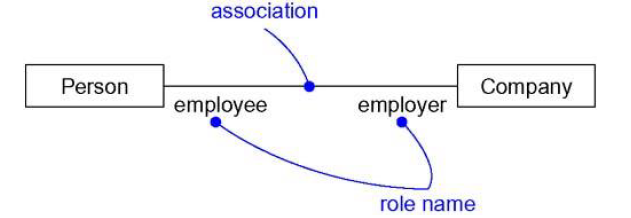 association
Person
Company
employee
employer
role name